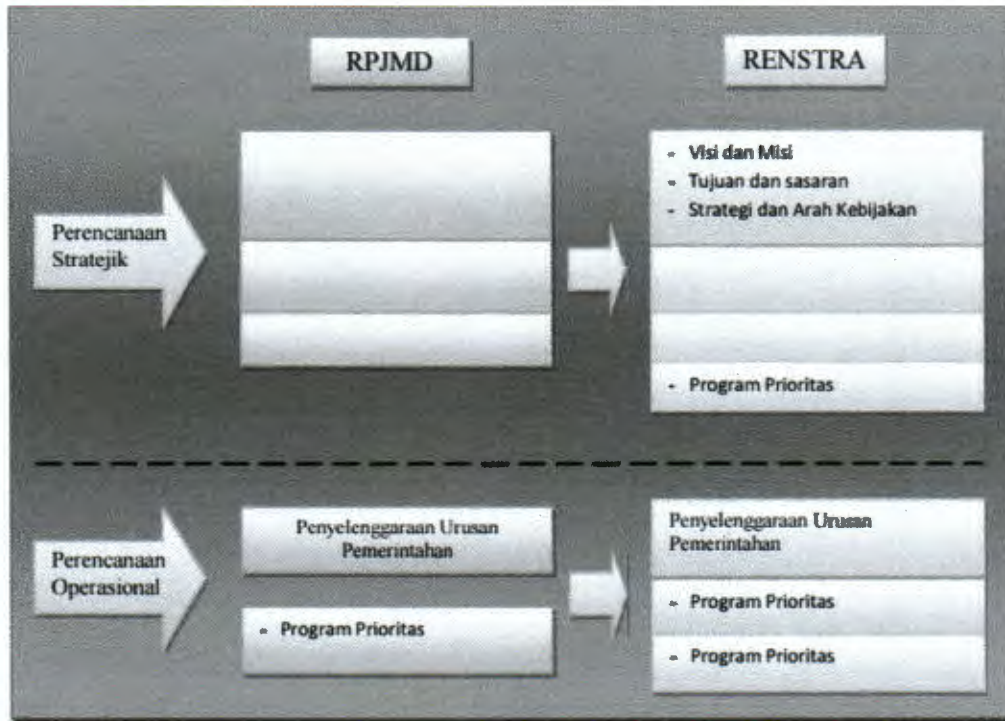 RPJMD
RENSTRA
Perencanaan
Stratejik
- Visi dan Misi
- Tujuan dan sasaran
- Strategi dan Arah Kebijakan
- Program Prioritas
Perencanaan
Operasional
Penyelenggaraan Urusan
Pemerintahan
- Program Prioritas
Penyelenggaraan Urusan
Pemerintahan
- Program Prioritas
- Program Prioritas